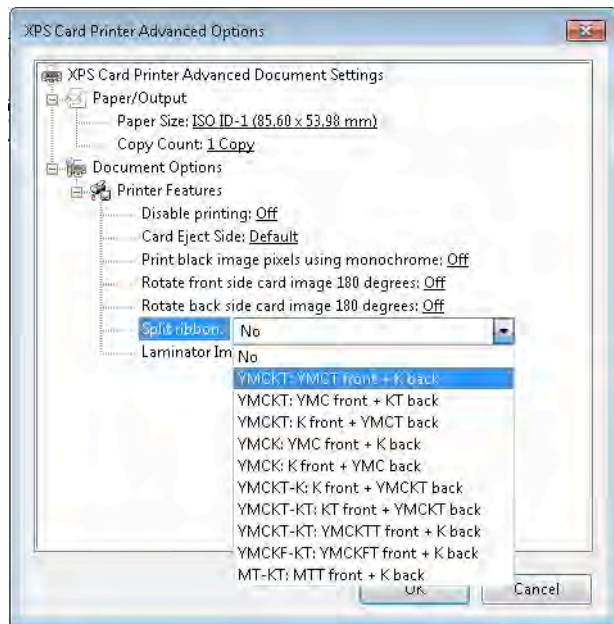 XPS Card Printer Advanced Options
XPS Card Printer Advanced Document Settings
Paper/Output
Paper Size: ISO ID-1 (85.60 x 53.98 mm)
Copy Count: 1 Copy
Document Options
Printer Features
Disable printing: Off
Card Eject Side: Default
Print black image pixels using monochrome: Off
Rotate front side card image 180 degrees: Off
Rotate back side card image 180 degrees: Off
Split ribbon: No
Laminator Im No
YMCKT: YMCT front + K back
YMCKT: YMC front + KT back
YMCKT: K front + YMCT back
YMCK: YMC front + K back
YMCK: K front + YMC back
YMCKT-K: K front + YMCKT back
YMCKT-KT: KT front + YMCKT back
YMCKT-KT: YMCKTT front + K back
YMCKF-KT: YMCKFT front + K back
MT-KT: MTT front + K back
OK Cancel